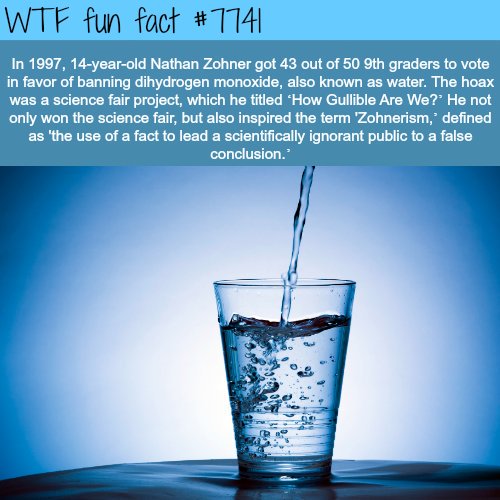 WTF fun fact #7741
In 1997, 14-year-old Nathan Zohner got 43 out of 50 9th graders to vote
in favor of banning dihydrogen monoxide, also known as water. The hoax
was a science fair project, which he titled ‘How Gullible Are We?’ He not
only won the science fair, but also inspired the term 'Zohnerism,’ defined
as 'the use of a fact to lead a scientifically ignorant public to a false
conclusion.’